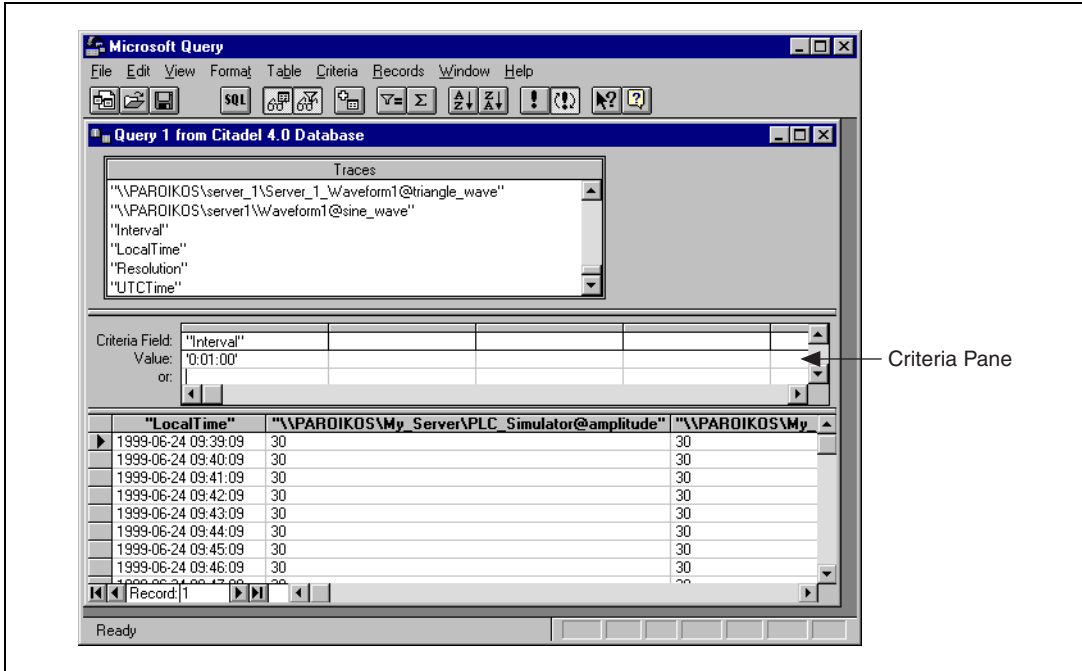 Microsoft Query
File Edit View Format Table Criteria Records Window Help
SQL
Query 1 from Citadel 4.0 Database
Traces
"\\PAROIKOS\server_1\Server_1_Waveform1@triangle_wave"
"\\PAROIKOS\server1\Waveform1@sine_wave"
"Interval"
"LocalTime"
"Resolution"
"UTCTime"
Criteria Field: "Interval"
Value: '0:01:00'
or:
Criteria Pane
"LocalTime" "\\PAROIKOS\My_Server\PLC_Simulator@amplitude" "\\PAROIKOS\My_
1999-06-24 09:39:09 30 30
1999-06-24 09:40:09 30 30
1999-06-24 09:41:09 30 30
1999-06-24 09:42:09 30 30
1999-06-24 09:43:09 30 30
1999-06-24 09:44:09 30 30
1999-06-24 09:45:09 30 30
1999-06-24 09:46:09 30 30
Record: 1
Ready